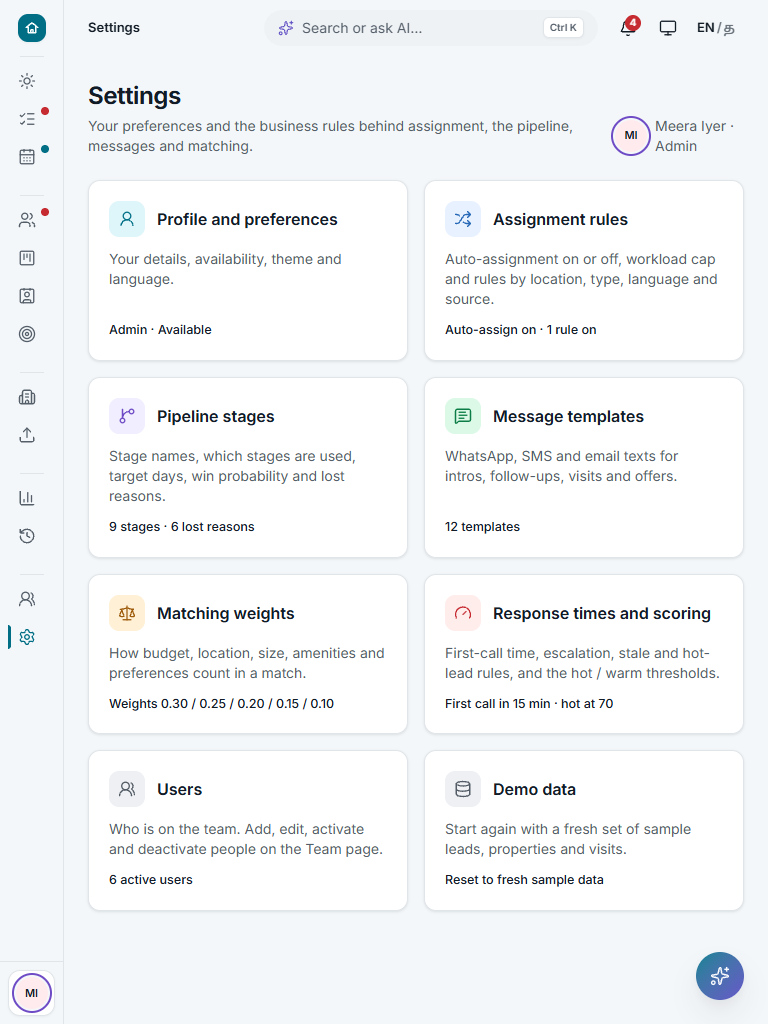 Settings
Search or ask AI...
Ctrl K
4
EN / த
Settings
Your preferences and the business rules behind assignment, the pipeline,
messages and matching.
MI
Meera Iyer ·
Admin
Profile and preferences
Your details, availability, theme and
language.
Admin · Available
Assignment rules
Auto-assignment on or off, workload cap
and rules by location, type, language and
source.
Auto-assign on · 1 rule on
Pipeline stages
Stage names, which stages are used,
target days, win probability and lost
reasons.
9 stages · 6 lost reasons
Message templates
WhatsApp, SMS and email texts for
intros, follow-ups, visits and offers.
12 templates
Matching weights
How budget, location, size, amenities and
preferences count in a match.
Weights 0.30 / 0.25 / 0.20 / 0.15 / 0.10
Response times and scoring
First-call time, escalation, stale and hot-
lead rules, and the hot / warm thresholds.
First call in 15 min · hot at 70
Users
Who is on the team. Add, edit, activate
and deactivate people on the Team page.
6 active users
Demo data
Start again with a fresh set of sample
leads, properties and visits.
Reset to fresh sample data
MI